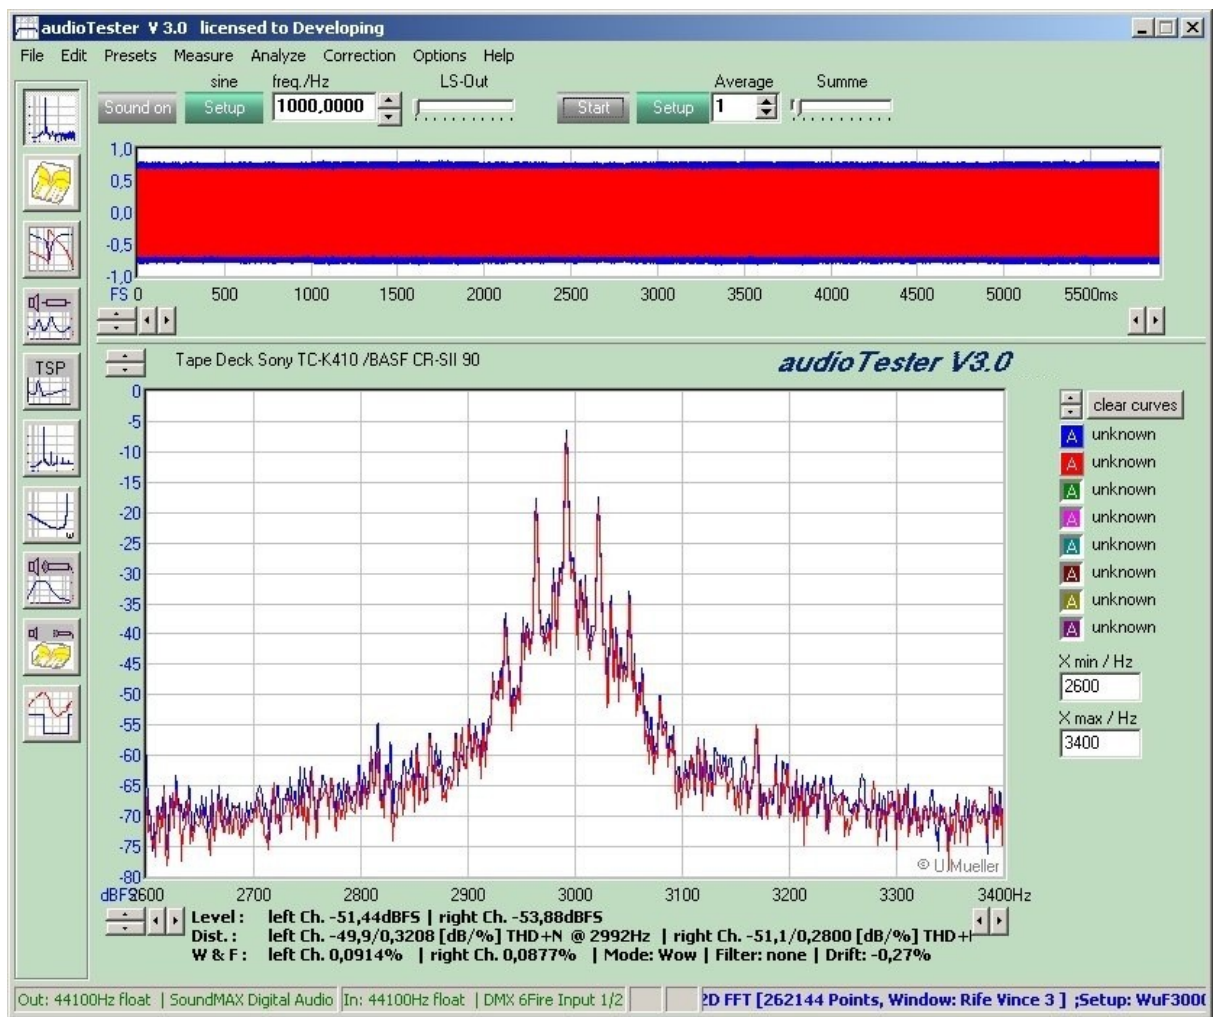 audioTester V 3.0 licensed to Developing
File Edit Presets Measure Analyze Correction Options Help
sine freq./Hz LS-Out Average Summe
Sound on Setup 1000,0000 Start Setup 1
1,0
0,5
0,0
-0,5
-1,0
FS 0 500 1000 1500 2000 2500 3000 3500 4000 4500 5000 5500ms
TSP
Tape Deck Sony TC-K410 /BASF CR-SII 90
audioTester V3.0
0
-5
-10
-15
-20
-25
-30
-35
-40
-45
-50
-55
-60
-65
-70
-75
-80
© U.Mueller
dBFS 2600 2700 2800 2900 3000 3100 3200 3300 3400Hz
clear curves
A unknown
A unknown
A unknown
A unknown
A unknown
A unknown
A unknown
A unknown
X min / Hz
2600
X max / Hz
3400
Level : left Ch. -51,44dBFS | right Ch. -53,88dBFS
Dist. : left Ch. -49,9/0,3208 [dB/%] THD+N @ 2992Hz | right Ch. -51,1/0,2800 [dB/%]
W & F : left Ch. 0,0914% | right Ch. 0,0877% | Mode: Wow | Filter: none | Drift: -0,27%
Out: 44100Hz float | SoundMAX Digital Audio In: 44100Hz float | DMX 6Fire Input 1/2 2D FFT [262144 Points, Window: Rife Vince 3 ] ;Setup: